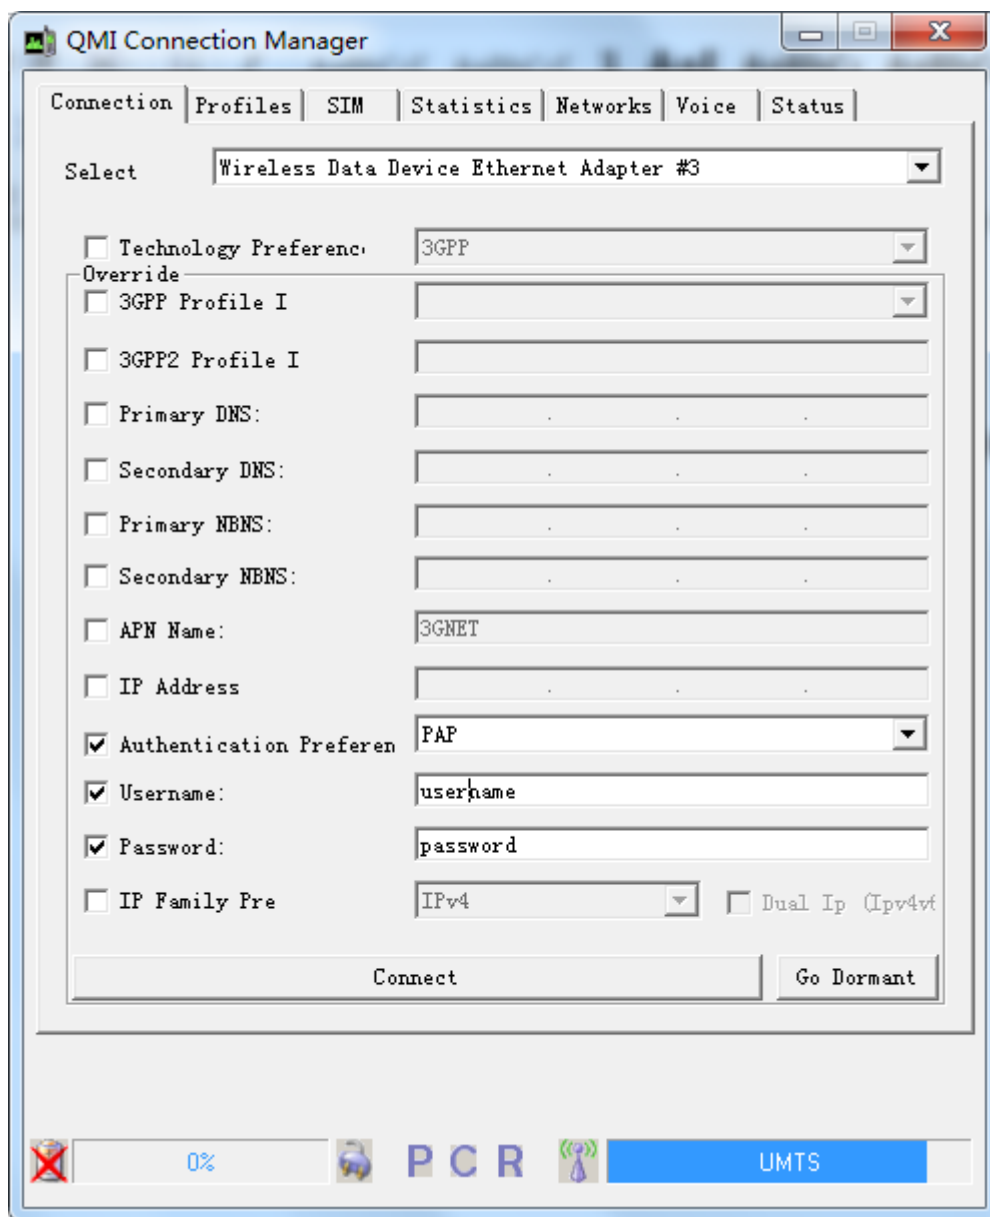 QMI Connection Manager
Connection Profiles SIM Statistics Networks Voice Status
Select Wireless Data Device Ethernet Adapter #3
Technology Preferenc 3GPP
Override
3GPP Profile I
3GPP2 Profile I
Primary DNS: . . .
Secondary DNS: . . .
Primary NBNS: . . .
Secondary NBNS: . . .
APN Name: 3GNET
IP Address . . .
Authentication Preferen PAP
Username: username
Password: password
IP Family Pre IPv4 Dual Ip (Ipv4v6
Connect Go Dormant
0% P C R UMTS